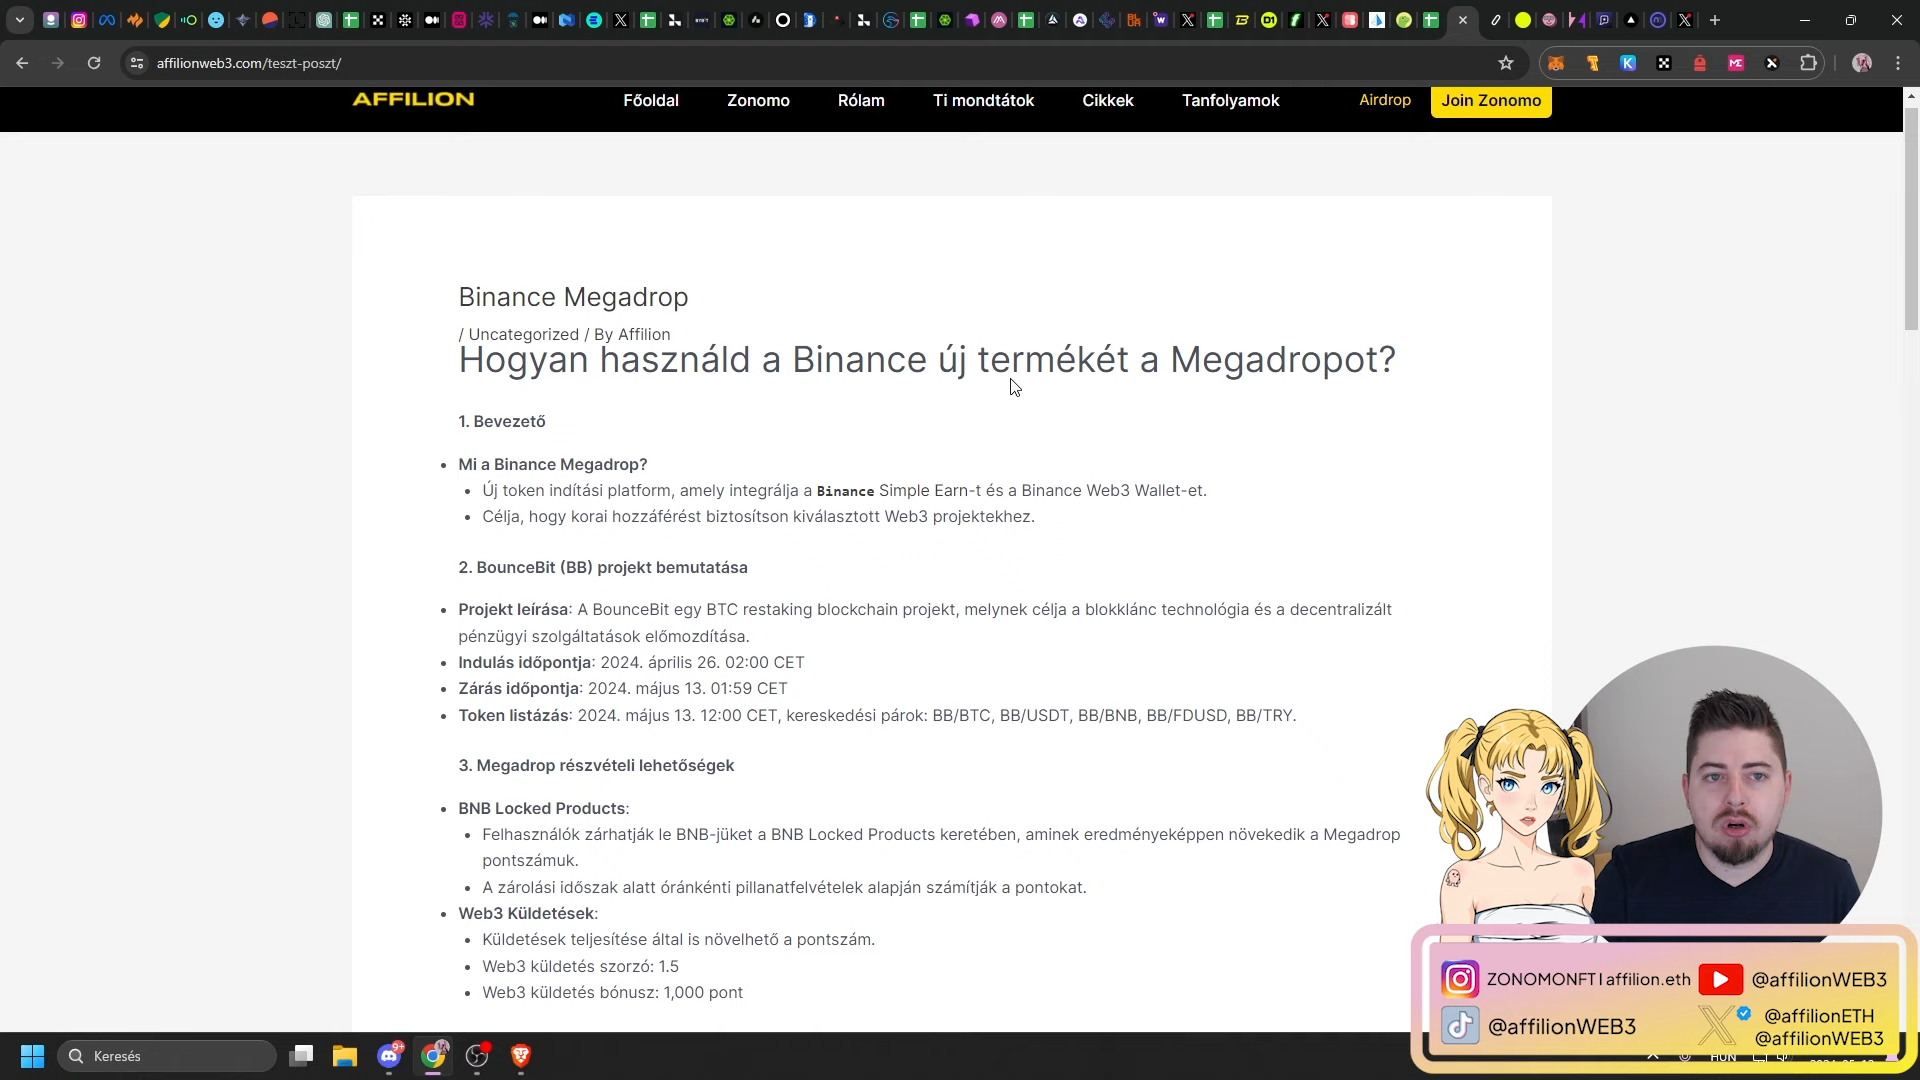 affilionweb3.com/teszt-poszt/
AFFILION
Főoldal
Zonomo
Rólam
Ti mondtátok
Cikkek
Tanfolyamok
Airdrop
Join Zonomo
Binance Megadrop
/ Uncategorized / By Affilion
Hogyan használd a Binance új termékét a Megadropot?
1. Bevezető
Mi a Binance Megadrop?
Új token indítási platform, amely integrálja a Binance Simple Earn-t és a Binance Web3 Wallet-et.
Célja, hogy korai hozzáférést biztosítson kiválasztott Web3 projektekhez.
2. BounceBit (BB) projekt bemutatása
Projekt leírása: A BounceBit egy BTC restaking blockchain projekt, melynek célja a blokklánc technológia és a decentralizált
pénzügyi szolgáltatások előmozdítása.
Indulás időpontja: 2024. április 26. 02:00 CET
Zárás időpontja: 2024. május 13. 01:59 CET
Token listázás: 2024. május 13. 12:00 CET, kereskedési párok: BB/BTC, BB/USDT, BB/BNB, BB/FDUSD, BB/TRY.
3. Megadrop részvételi lehetőségek
BNB Locked Products:
Felhasználók zárhatják le BNB-jüket a BNB Locked Products keretében, aminek eredményeképpen növekedik a Megadrop
pontszámuk.
A zárolási időszak alatt óránkénti pillanatfelvételek alapján számítják a pontokat.
Web3 Küldetések:
Küldetések teljesítése által is növelhető a pontszám.
Web3 küldetés szorzó: 1.5
Web3 küldetés bónusz: 1,000 pont
ZONOMONFT | affilion.eth
@affilionWEB3
@affilionWEB3
@affilionETH
@affilionWEB3
Keresés
9+
HUN